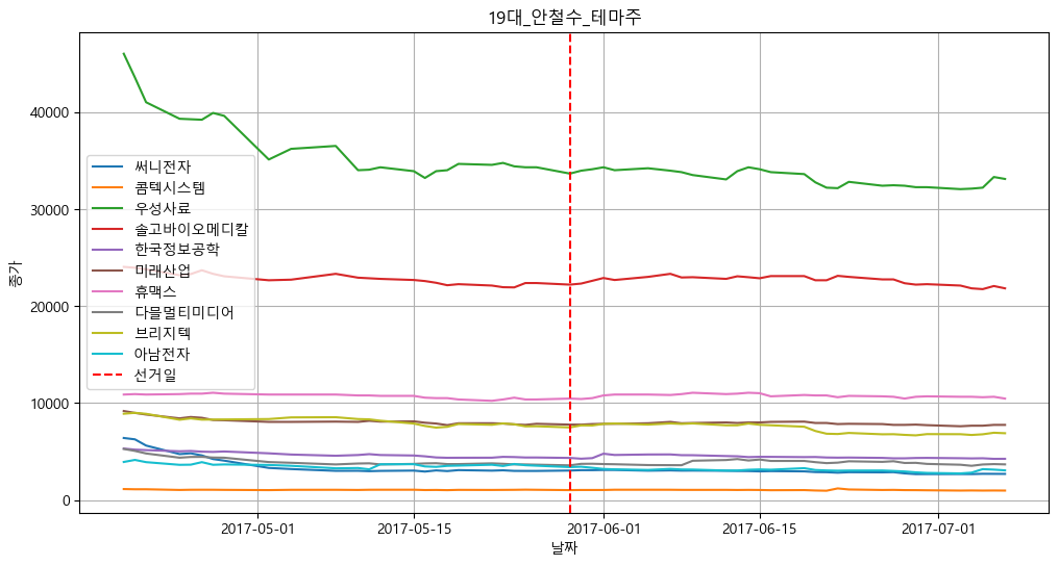 19대_안철수_테마주
종가
40000
30000
20000
10000
0
써니전자
콤텍시스템
우성사료
솔고바이오메디칼
한국정보공학
미래산업
휴맥스
다믈멀티미디어
브리지텍
아남전자
선거일
2017-05-01
2017-05-15
2017-06-01
2017-06-15
2017-07-01
날짜